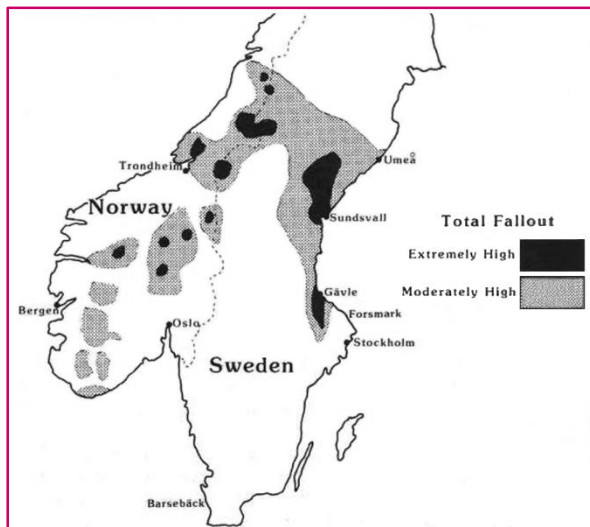 Umeå
Trondheim
Norway
Sundsvall
Total Fallout
Extremely High
Moderately High
Gävle
Bergen
Forsmark
Oslo
Stockholm
Sweden
Barsebäck